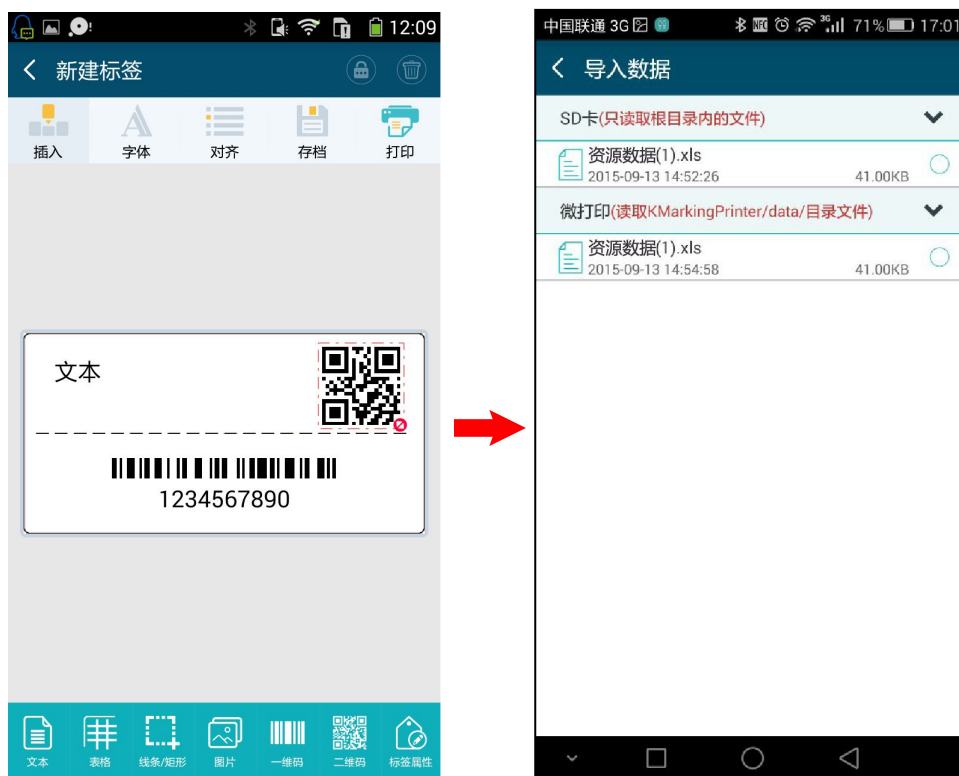 12:09
新建标签
插入
字体
对齐
存档
打印
文本
1234567890
文本
表格
线条/矩形
图片
一维码
二维码
标签属性
中国联通 3G
NFC
3G
71%
17:01
导入数据
SD卡(只读取根目录内的文件)
资源数据(1).xls
2015-09-13 14:52:26
41.00KB
微打印(读取KMarkingPrinter/data/目录文件)
资源数据(1).xls
2015-09-13 14:54:58
41.00KB